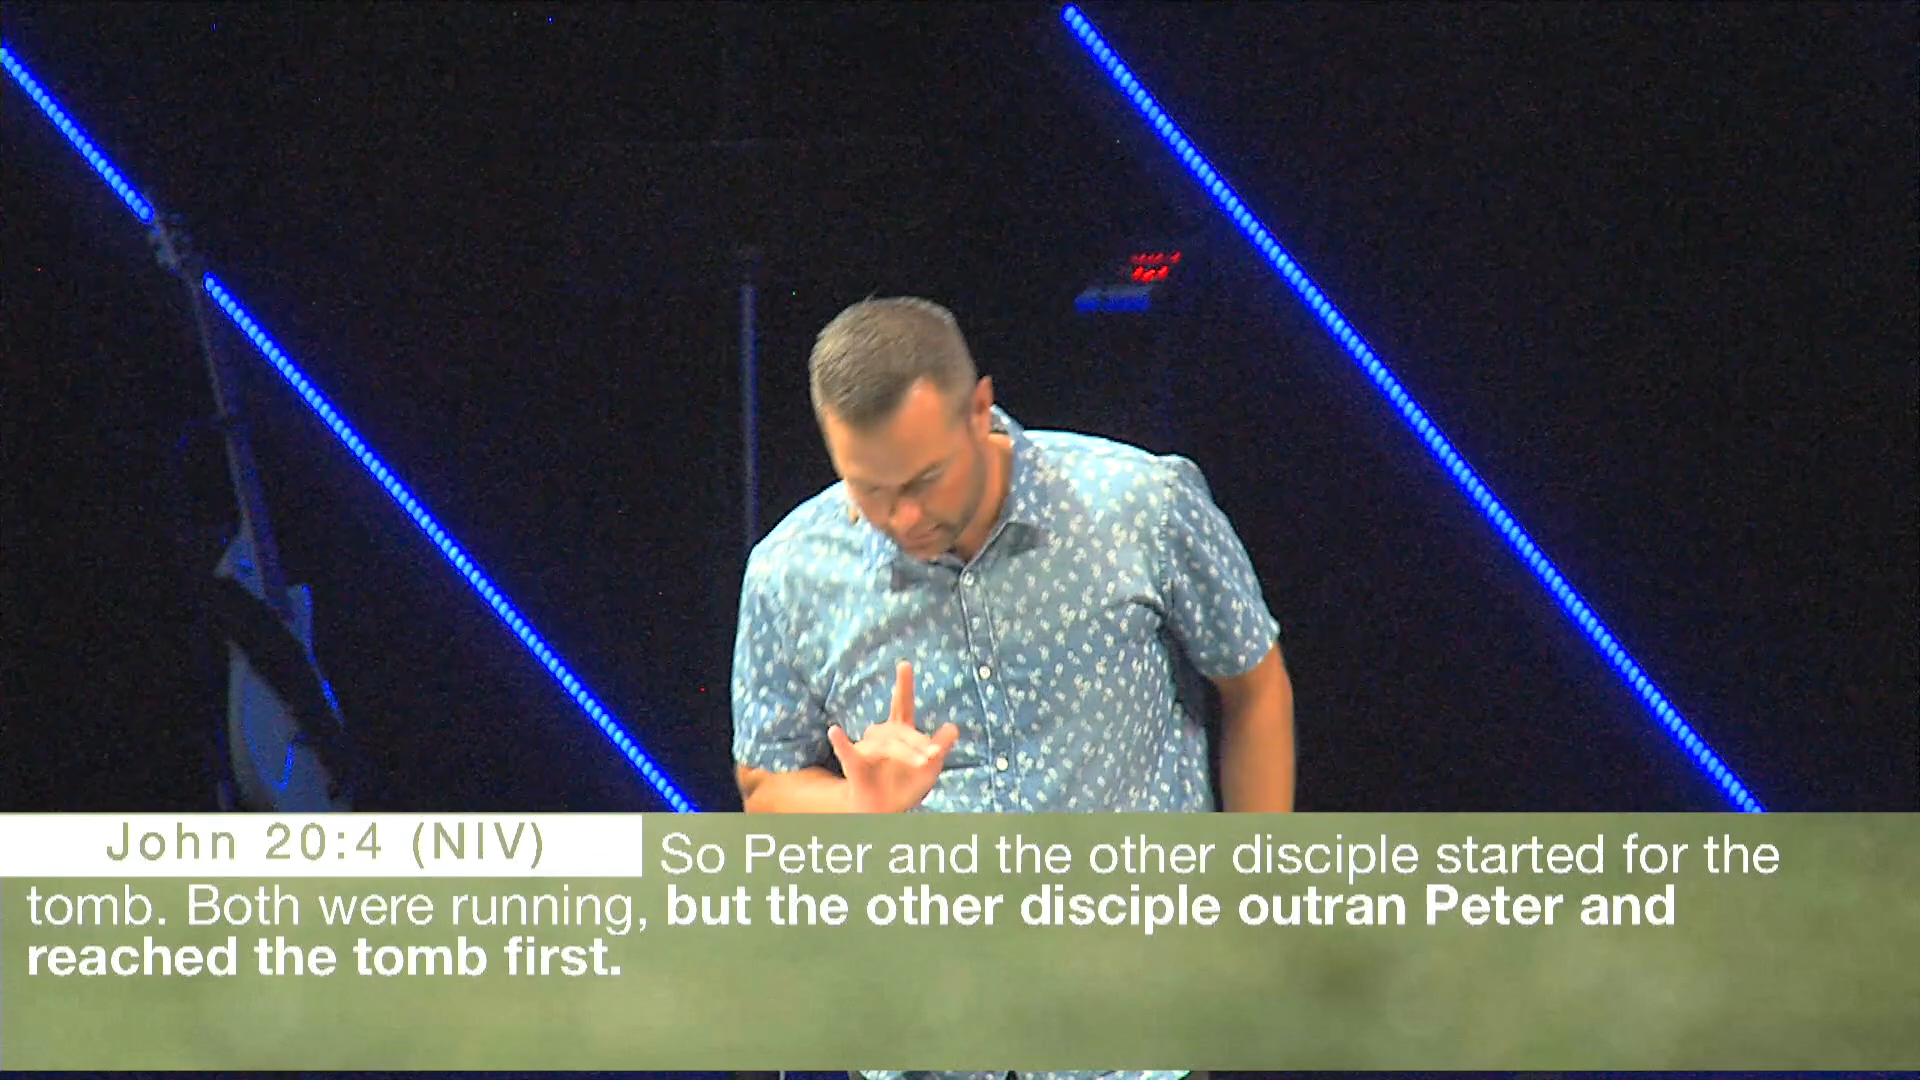 John 20:4 (NIV) So Peter and the other disciple started for the
tomb. Both were running, but the other disciple outran Peter and
reached the tomb first.